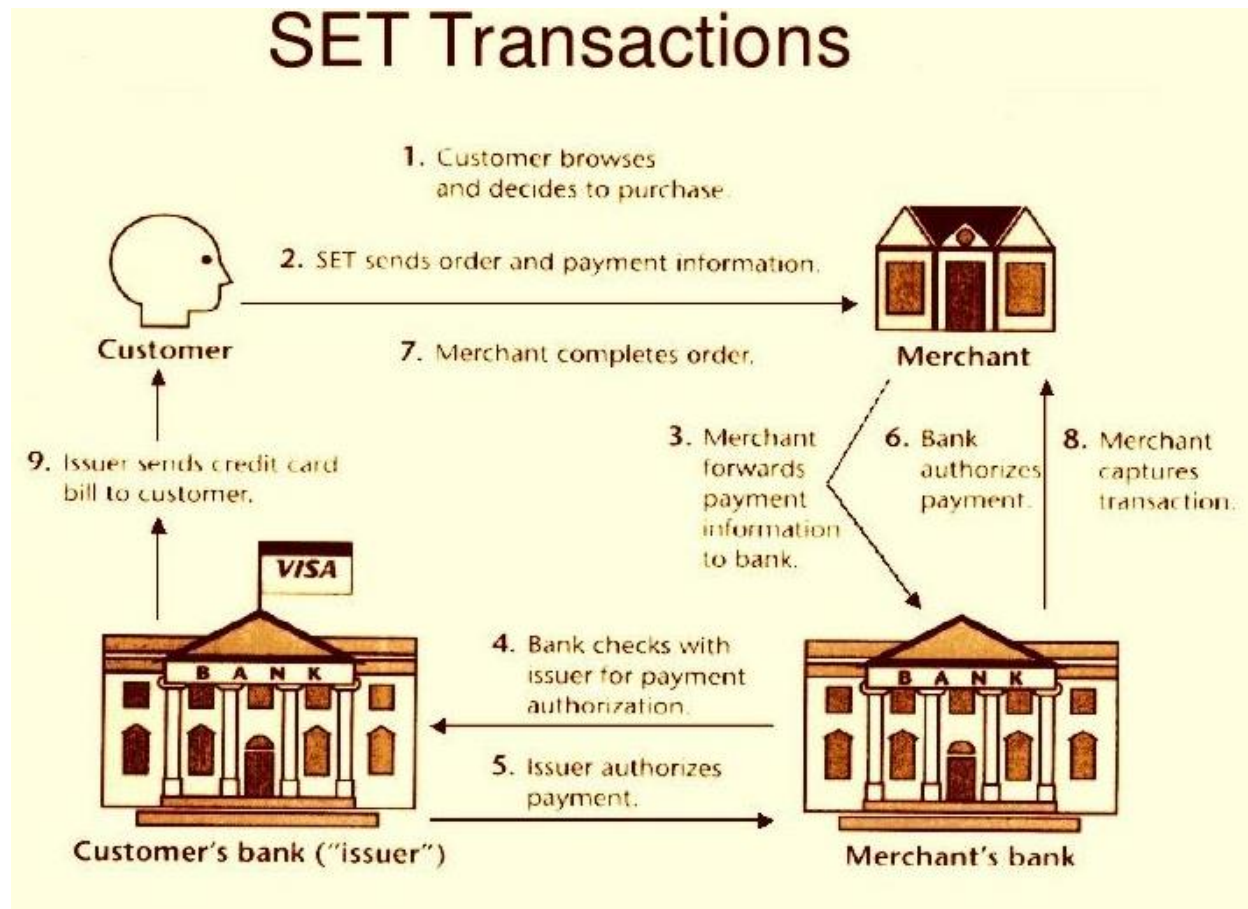 SET Transactions
1. Customer browses
and decides to purchase.
2. SET sends order and payment information.
Customer
7. Merchant completes order.
Merchant
3. Merchant
forwards
payment
information
to bank.
6. Bank
authorizes
payment.
8. Merchant
captures
transaction.
9. Issuer sends credit card
bill to customer.
VISA
BANK
4. Bank checks with
issuer for payment
authorization.
BANK
5. Issuer authorizes
payment.
Customer's bank ("issuer")
Merchant's bank